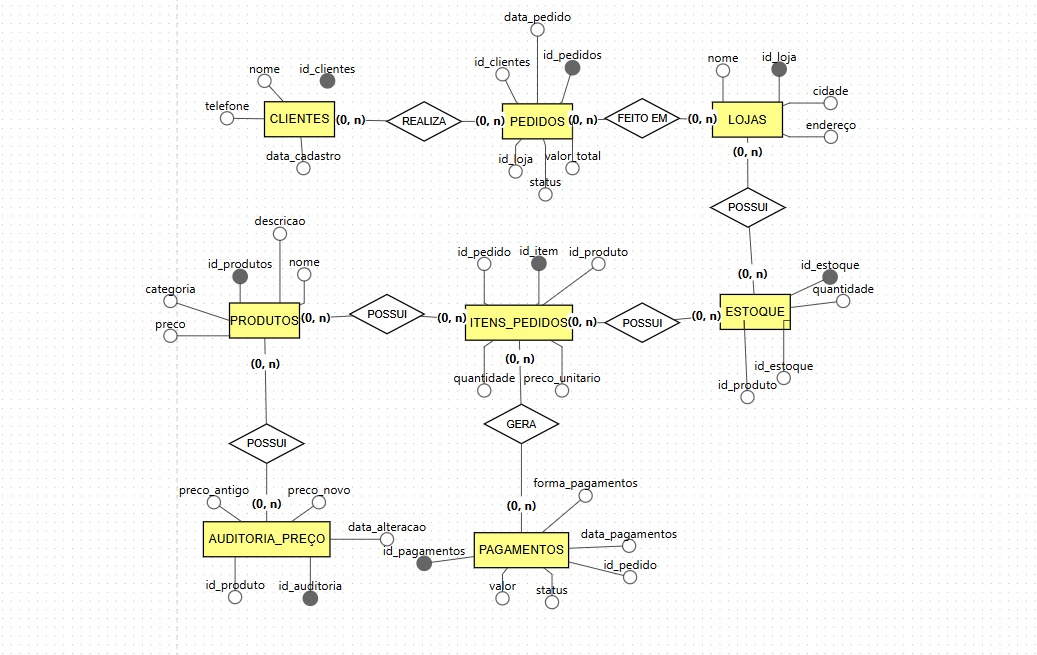 data_pedido
id_clientes
id_pedidos
nome
id_clientes
telefone
CLIENTES
(0, n)
REALIZA
(0, n)
PEDIDOS
(0, n)
FEITO EM
(0, n)
LOJAS
nome
id_loja
cidade
endereço
data_cadastro
id_loja
valor_total
status
(0, n)
POSSUI
(0, n)
descricao
id_produtos
nome
categoria
preco
PRODUTOS
(0, n)
POSSUI
(0, n)
id_pedido
id_item
id_produto
ITENS_PEDIDOS
(0, n)
POSSUI
(0, n)
ESTOQUE
id_estoque
quantidade
id_estoque
id_produto
(0, n)
(0, n)
quantidade
preco_unitario
POSSUI
GERA
(0, n)
(0, n)
preco_antigo
preco_novo
AUDITORIA_PREÇO
data_alteracao
id_produto
id_auditoria
forma_pagamentos
data_pagamentos
id_pagamentos
PAGAMENTOS
id_pedido
valor
status